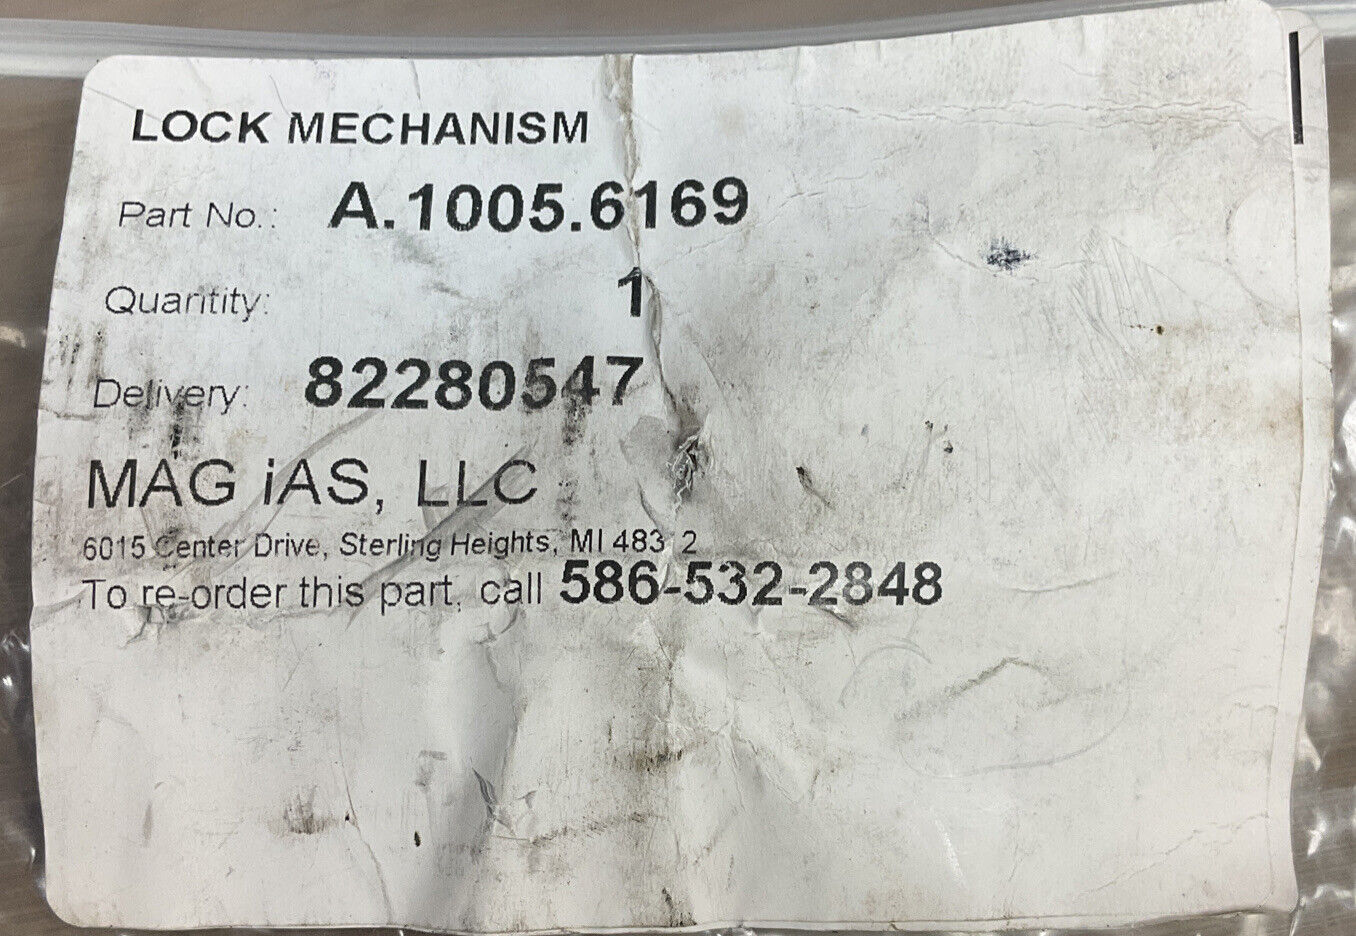 LOCK MECHANISM
Part No.: A.1005.6169
Quantity: 1
Delivery: 82280547
MAG iAS, LLC
6015 Center Drive, Sterling Heights, MI
To re-order this part, call 586-532-2848